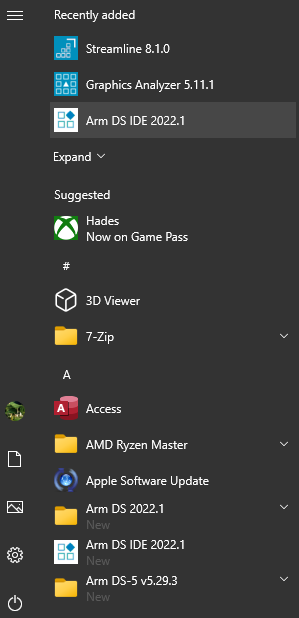 Recently added
Streamline 8.1.0
Graphics Analyzer 5.11.1
Arm DS IDE 2022.1
Expand
Suggested
Hades
Now on Game Pass
#
3D Viewer
7-Zip
A
A
Access
AMD Ryzen Master
Apple Software Update
Arm DS 2022.1
New
Arm DS IDE 2022.1
New
Arm DS-5 v5.29.3
New